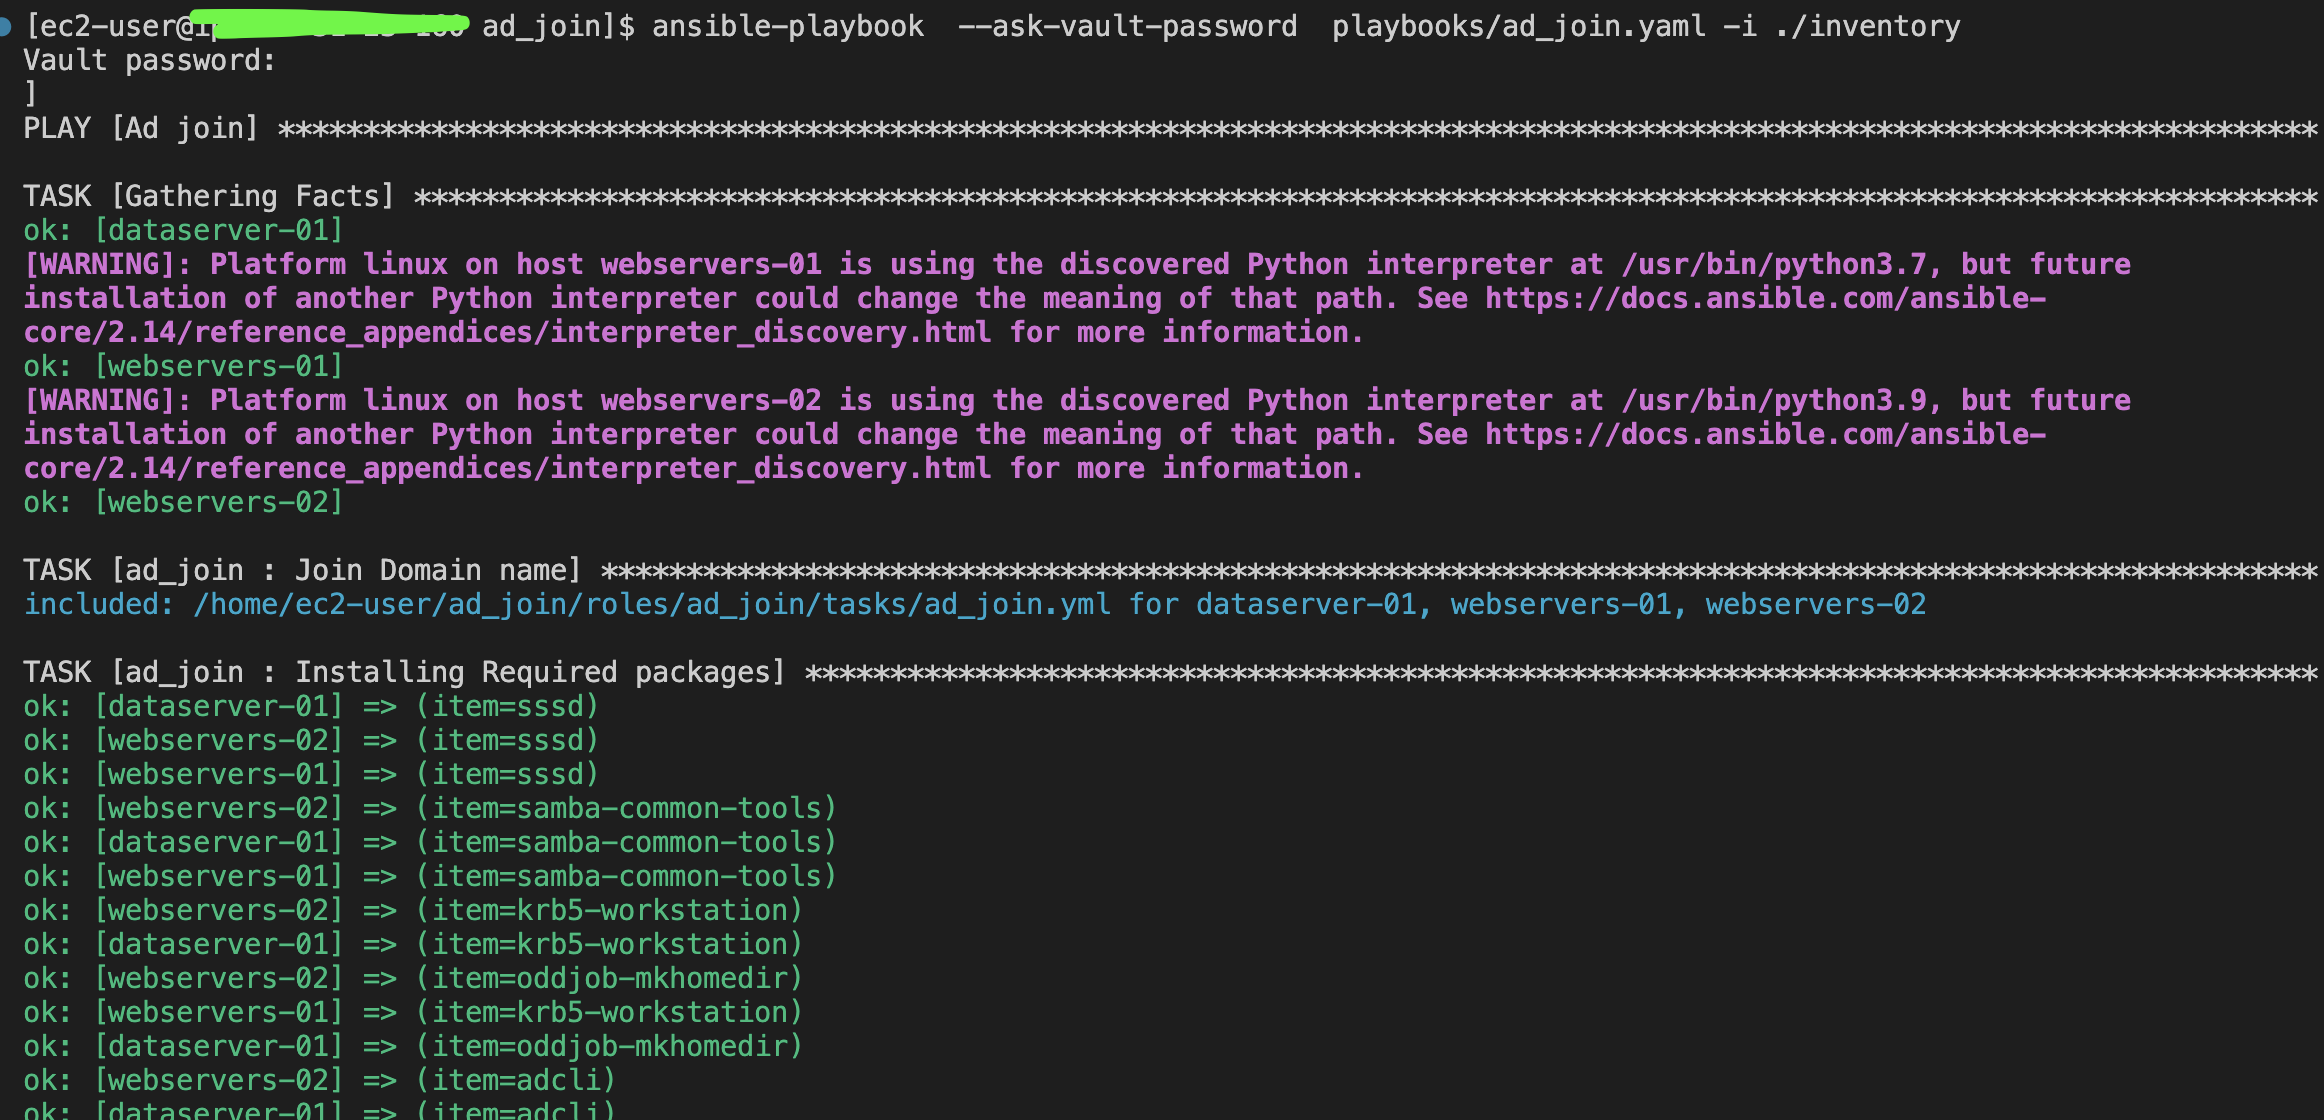 [ec2-user@ip ad_join]$ ansible-playbook  --ask-vault-password  playbooks/ad_join.yaml -i ./inventory
Vault password:
]
PLAY [Ad join] ************************************************************************************************************************
TASK [Gathering Facts] ****************************************************************************************************************
ok: [dataserver-01]
[WARNING]: Platform linux on host webservers-01 is using the discovered Python interpreter at /usr/bin/python3.7, but future
installation of another Python interpreter could change the meaning of that path. See https://docs.ansible.com/ansible-
core/2.14/reference_appendices/interpreter_discovery.html for more information.
ok: [webservers-01]
[WARNING]: Platform linux on host webservers-02 is using the discovered Python interpreter at /usr/bin/python3.9, but future
installation of another Python interpreter could change the meaning of that path. See https://docs.ansible.com/ansible-
core/2.14/reference_appendices/interpreter_discovery.html for more information.
ok: [webservers-02]
TASK [ad_join : Join Domain name] *****************************************************************************************************
included: /home/ec2-user/ad_join/roles/ad_join/tasks/ad_join.yml for dataserver-01, webservers-01, webservers-02
TASK [ad_join : Installing Required packages] *****************************************************************************************
ok: [dataserver-01] => (item=sssd)
ok: [webservers-02] => (item=sssd)
ok: [webservers-01] => (item=sssd)
ok: [webservers-02] => (item=samba-common-tools)
ok: [dataserver-01] => (item=samba-common-tools)
ok: [webservers-01] => (item=samba-common-tools)
ok: [webservers-02] => (item=krb5-workstation)
ok: [dataserver-01] => (item=krb5-workstation)
ok: [webservers-02] => (item=oddjob-mkhomedir)
ok: [webservers-01] => (item=krb5-workstation)
ok: [dataserver-01] => (item=oddjob-mkhomedir)
ok: [webservers-02] => (item=adcli)
ok: [dataserver-01] => (item=adcli)